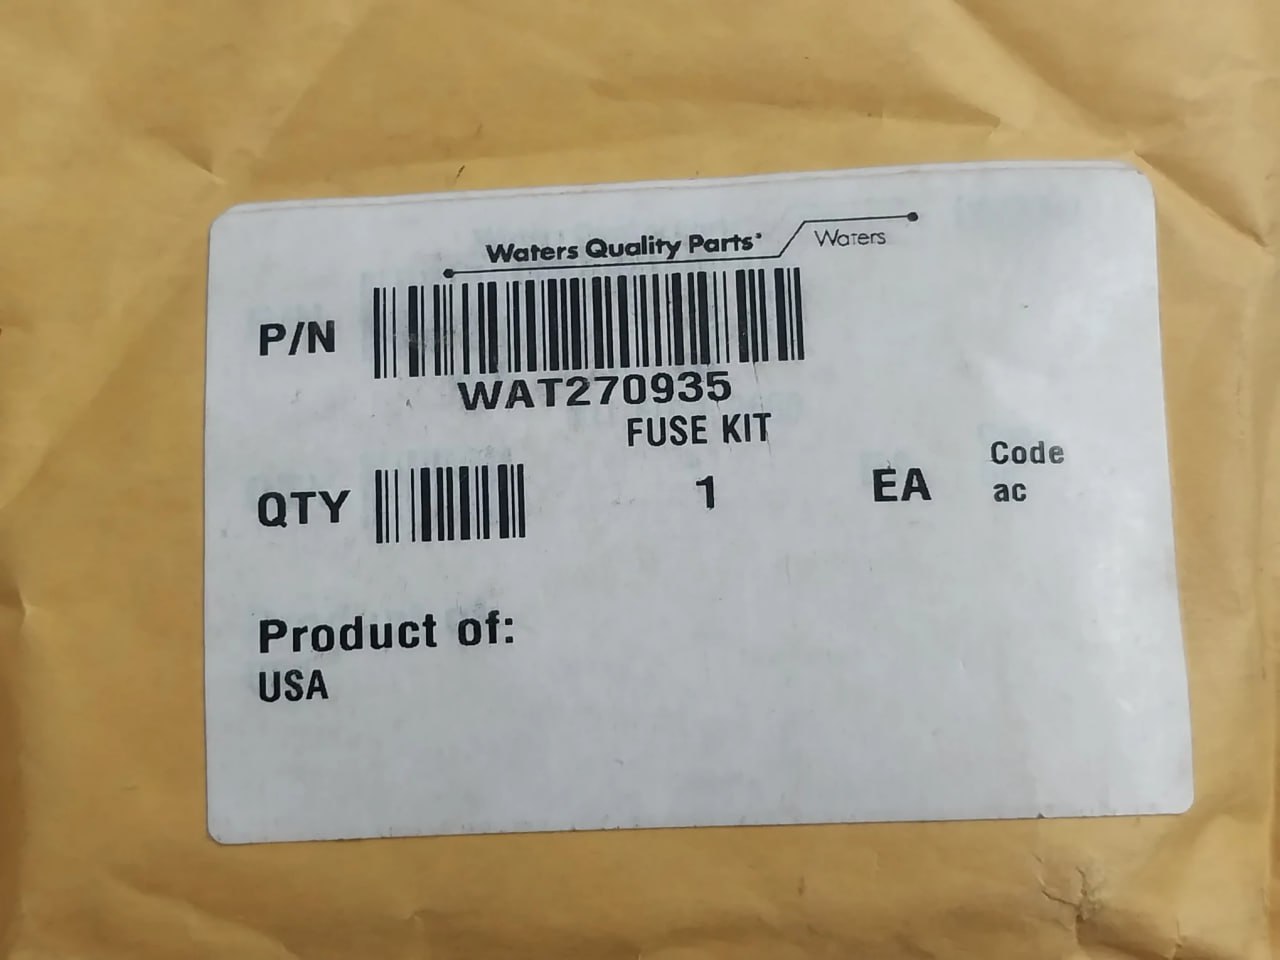 Waters Quality Parts® Waters
P/N
WAT270935
FUSE KIT
QTY 1 EA
Code
ac
Product of:
USA